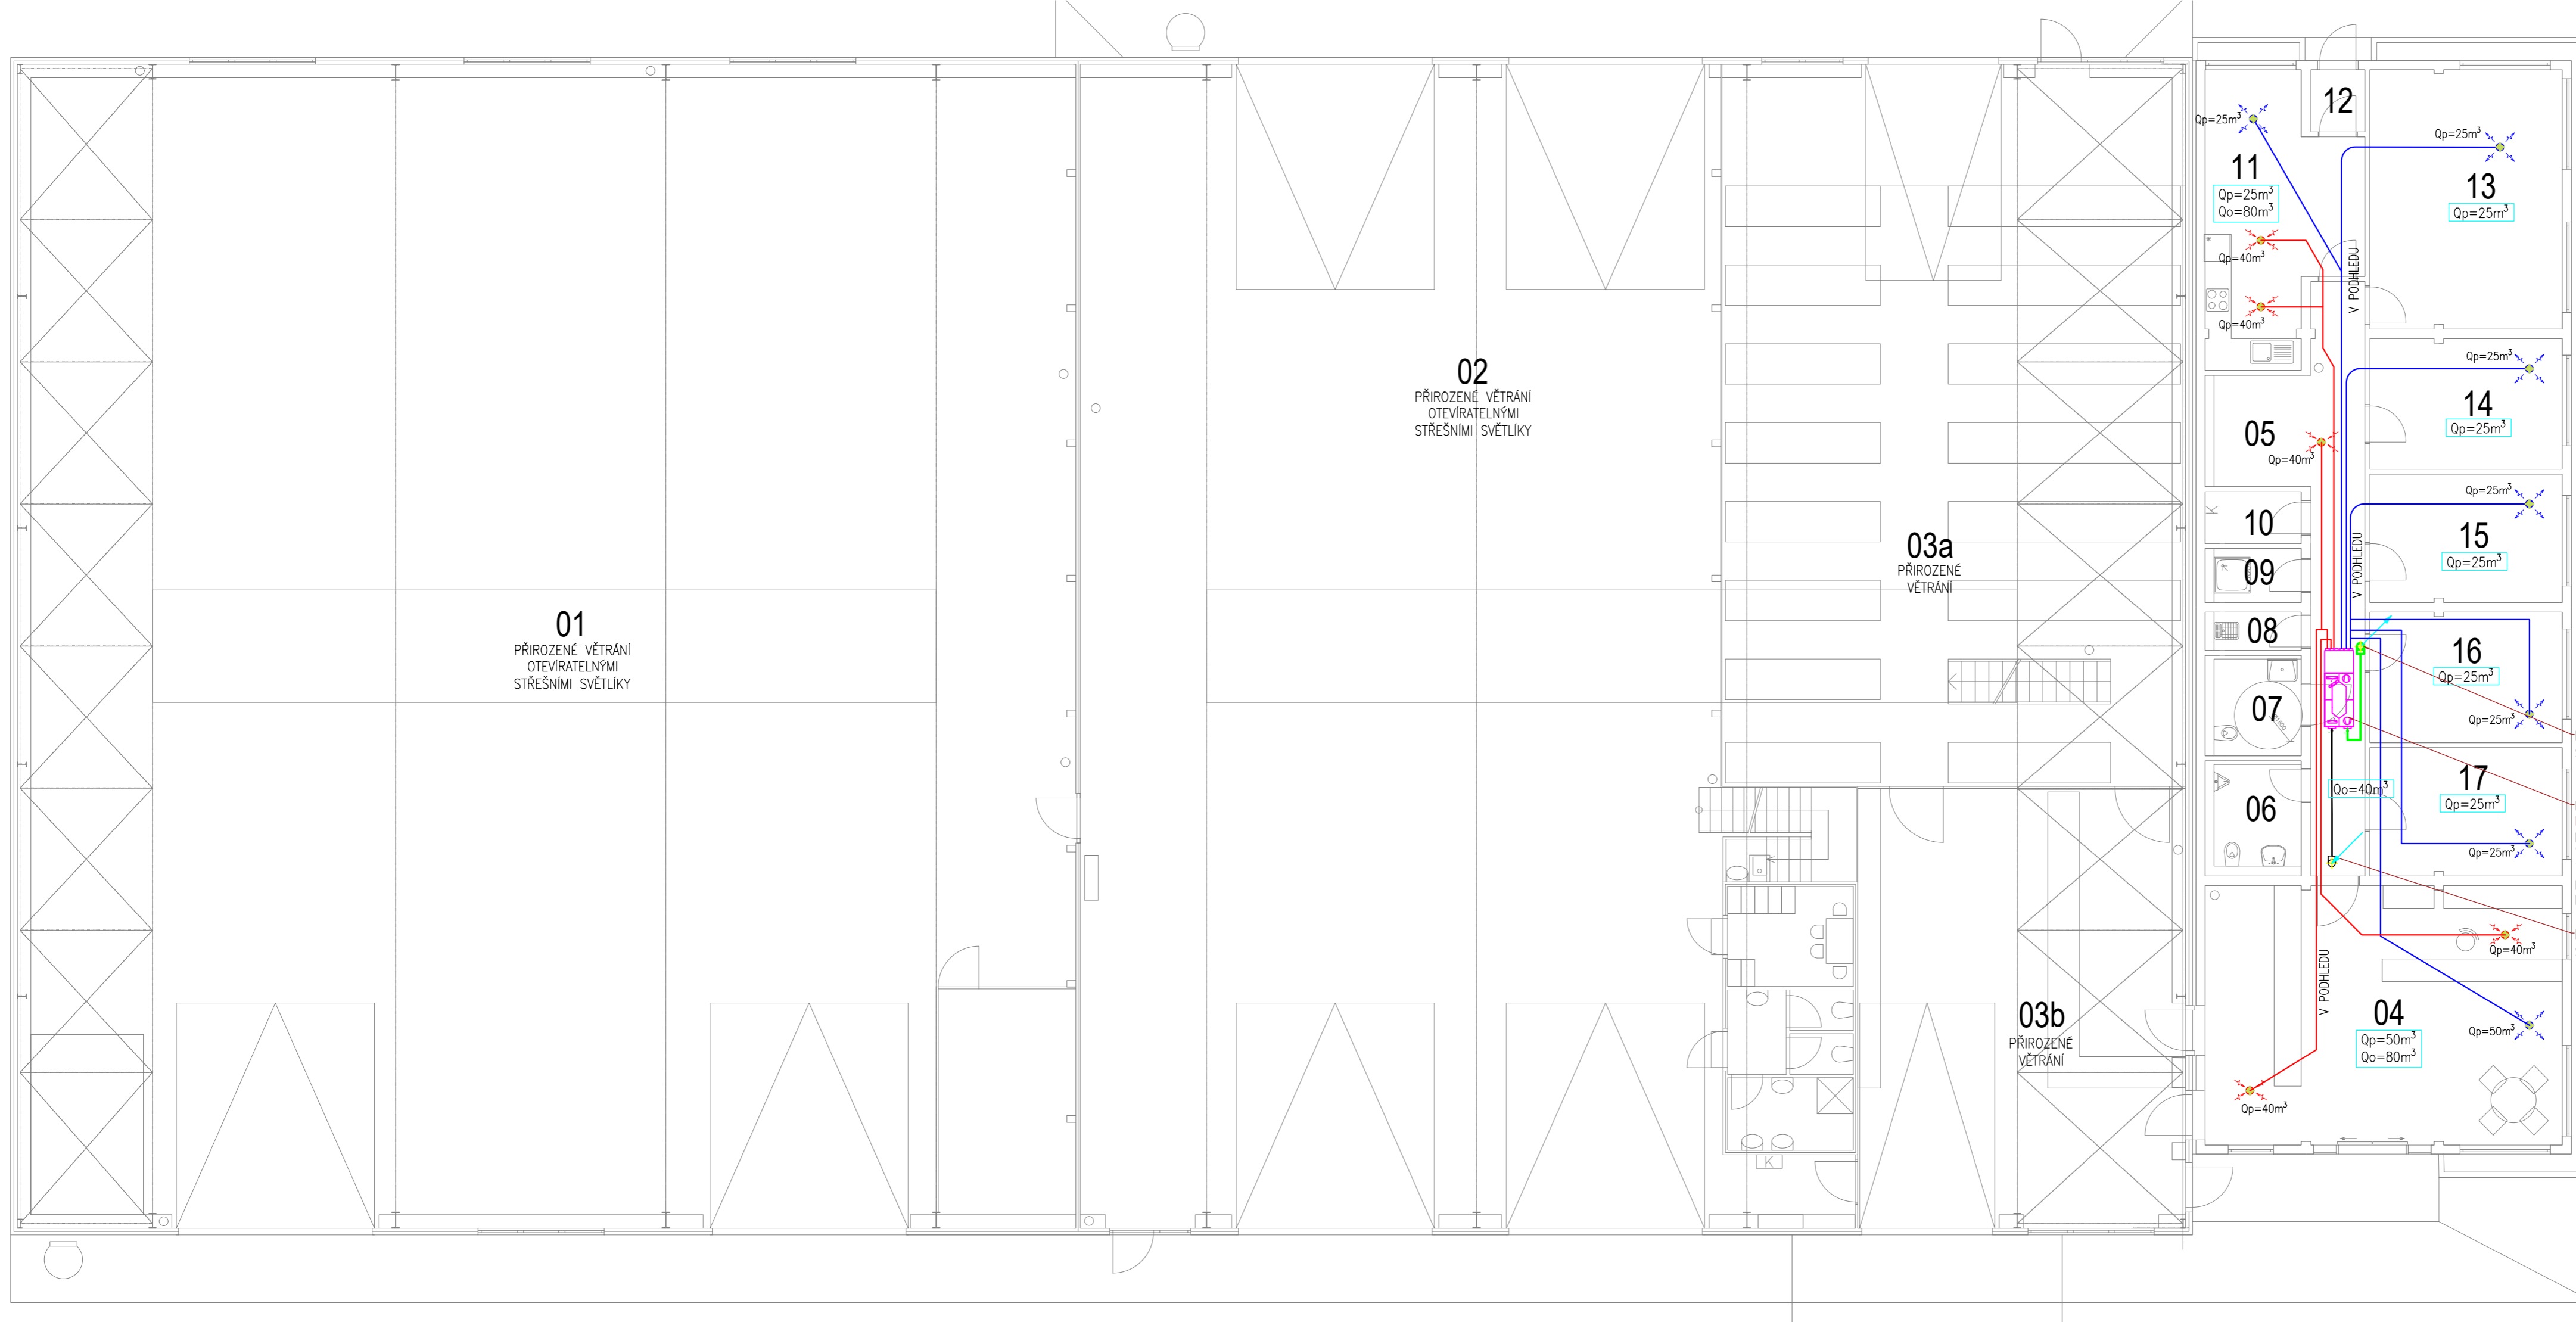 01
PŘIROZENÉ VĚTRÁNÍ
OTEVÍRATELNÝMI
STŘEŠNÍMI SVĚTLÍKY
02
PŘIROZENÉ VĚTRÁNÍ
OTEVÍRATELNÝMI
STŘEŠNÍMI SVĚTLÍKY
03a
PŘIROZENÉ
VĚTRÁNÍ
03b
PŘIROZENÉ
VĚTRÁNÍ
K
12
Qp=25m³
11
Qp=25m³
Qo=80m³
Qp=40m³
Qp=40m³
V PODHLEDU
Qp=25m³
13
Qp=25m³
Qp=25m³
14
Qp=25m³
05
Qp=40m³
Qp=25m³
15
Qp=25m³
10
K
09
V PODHLEDU
08
16
Qp=25m³
Qp=25m³
07
17
Qp=25m³
Qp=25m³
Qo=40m³
06
Qp=40m³
V PODHLEDU
04
Qp=50m³
Qo=80m³
Qp=50m³
Qp=40m³